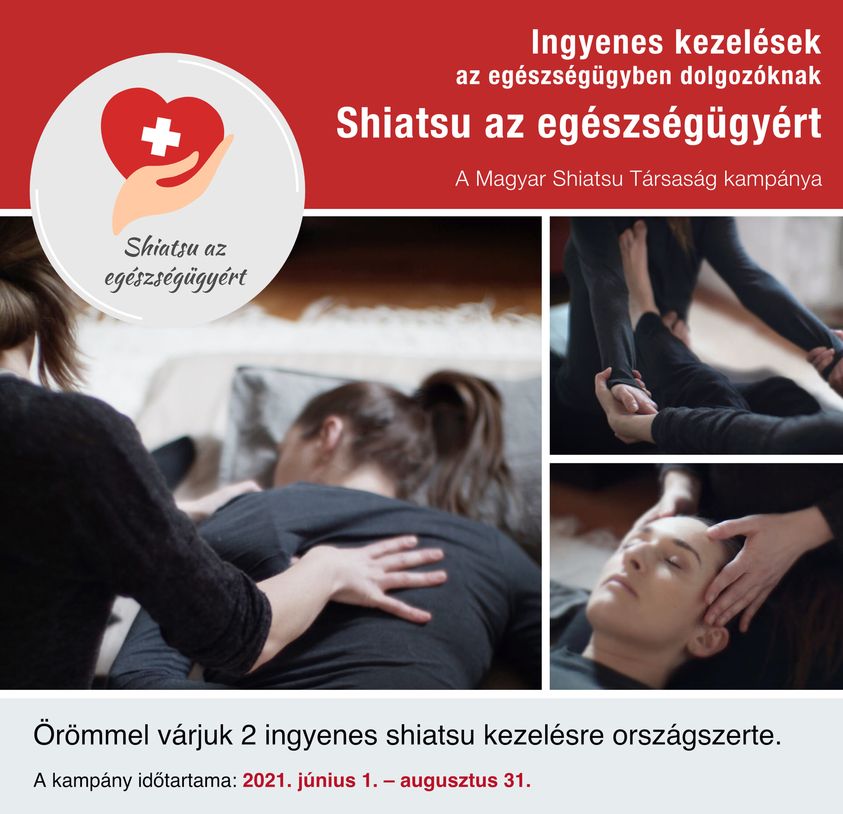 Ingyenes kezelések
az egészségügyben dolgozóknak
Shiatsu az egészségügyért
A Magyar Shiatsu Társaság kampánya
Shiatsu az
egészségügyért
Örömmel várjuk 2 ingyenes shiatsu kezelésre országszerte.
A kampány időtartama: 2021. június 1. – augusztus 31.